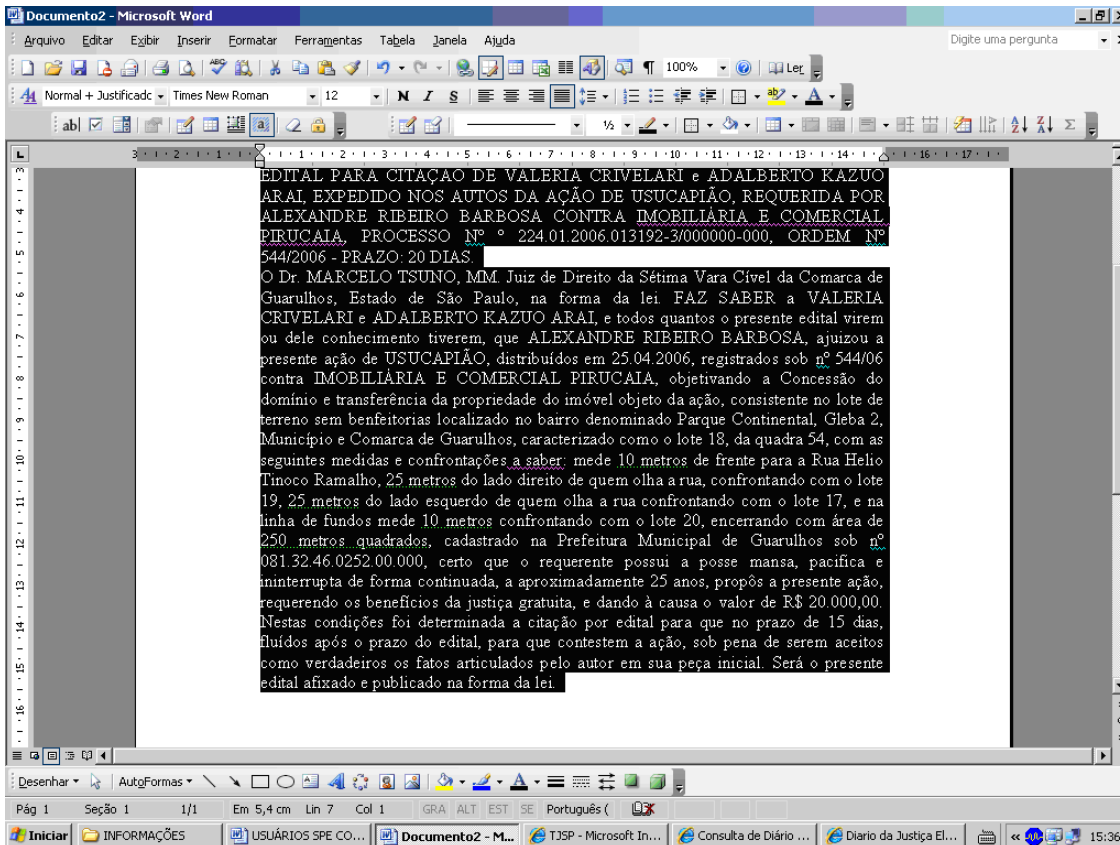 Documento2 - Microsoft Word
Arquivo Editar Exibir Inserir Formatar Ferramentas Tabela Janela Ajuda Digite uma pergunta
100% Ler
Normal + Justificadc Times New Roman 12 N I S
ab|
EDITAL PARA CITAÇAO DE VALERIA CRIVELARI e ADALBERTO KAZUO
ARAI, EXPEDIDO NOS AUTOS DA AÇÃO DE USUCAPIÃO, REQUERIDA POR
ALEXANDRE RIBEIRO BARBOSA CONTRA IMOBILIÀRIA E COMERCIAL
PIRUCAIA, PROCESSO Nº º 224.01.2006.013192-3/000000-000, ORDEM Nº
544/2006 - PRAZO: 20 DIAS.
O Dr. MARCELO TSUNO, MM. Juiz de Direito da Sétima Vara Cível da Comarca de
Guarulhos, Estado de São Paulo, na forma da lei. FAZ SABER a VALERIA
CRIVELARI e ADALBERTO KAZUO ARAI, e todos quantos o presente edital virem
ou dele conhecimento tiverem, que ALEXANDRE RIBEIRO BARBOSA, ajuizou a
presente ação de USUCAPIÃO, distribuídos em 25.04.2006, registrados sob nº 544/06
contra IMOBILIÀRIA E COMERCIAL PIRUCAIA, objetivando a Concessão do
domínio e transferência da propriedade do imóvel objeto da ação, consistente no lote de
terreno sem benfeitorias localizado no bairro denominado Parque Continental, Gleba 2,
Município e Comarca de Guarulhos, caracterizado como o lote 18, da quadra 54, com as
seguintes medidas e confrontações a saber: mede 10 metros de frente para a Rua Helio
Tinoco Ramalho, 25 metros do lado direito de quem olha a rua, confrontando com o lote
19, 25 metros do lado esquerdo de quem olha a rua confrontando com o lote 17, e na
linha de fundos mede 10 metros confrontando com o lote 20, encerrando com área de
250 metros quadrados, cadastrado na Prefeitura Municipal de Guarulhos sob nº
081.32.46.0252.00.000, certo que o requerente possui a posse mansa, pacifica e
ininterrupta de forma continuada, a aproximadamente 25 anos, propôs a presente ação,
requerendo os benefícios da justiça gratuita, e dando à causa o valor de R$ 20.000,00.
Nestas condições foi determinada a citação por edital para que no prazo de 15 dias,
fluídos após o prazo do edital, para que contestem a ação, sob pena de serem aceitos
como verdadeiros os fatos articulados pelo autor em sua peça inicial. Será o presente
edital afixado e publicado na forma da lei.
Desenhar AutoFormas
Pág 1 Seção 1 1/1 Em 5,4 cm Lin 7 Col 1 GRA ALT EST SE Português (
Iniciar INFORMAÇÕES USUÁRIOS SPE CO... Documento2 - M... TJSP - Microsoft In... Consulta de Diário ... Diario da Justiça El... 15:36